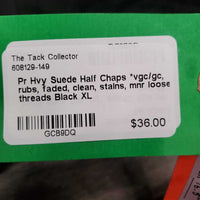 The Tack Collector
608129-149
Pr Hvy Suede Half Chaps *vgc/gc,
rubs, faded, clean, stains, mnr loose
threads Black XL
$36.00
GCB9DQ